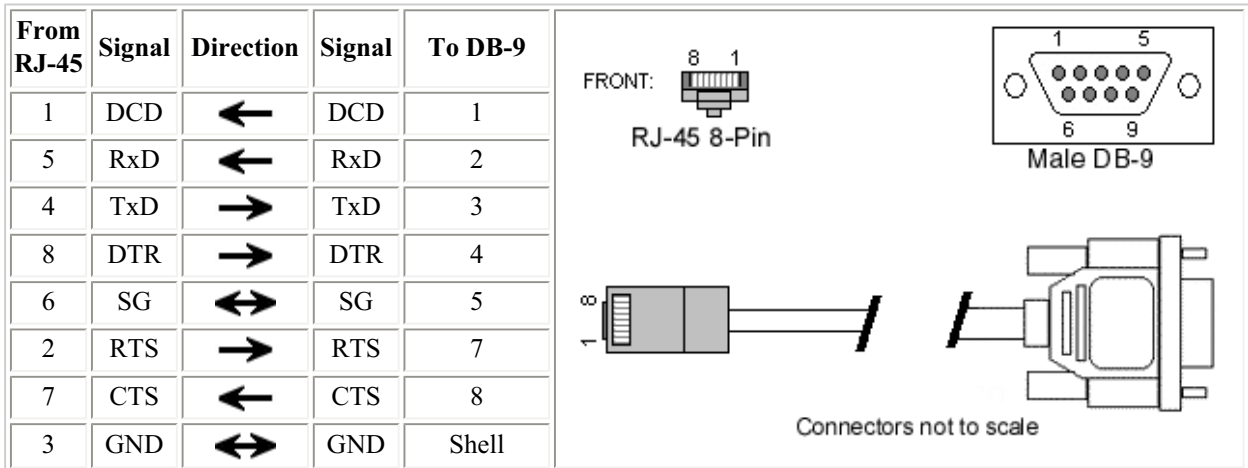 From RJ-45 Signal Direction Signal To DB-9
1 DCD ← DCD 1
5 RxD ← RxD 2
4 TxD → TxD 3
8 DTR → DTR 4
6 SG ↔ SG 5
2 RTS → RTS 7
7 CTS ← CTS 8
3 GND ↔ GND Shell
FRONT:
8 1
RJ-45 8-Pin
1 5
6 9
Male DB-9
8
1
Connectors not to scale